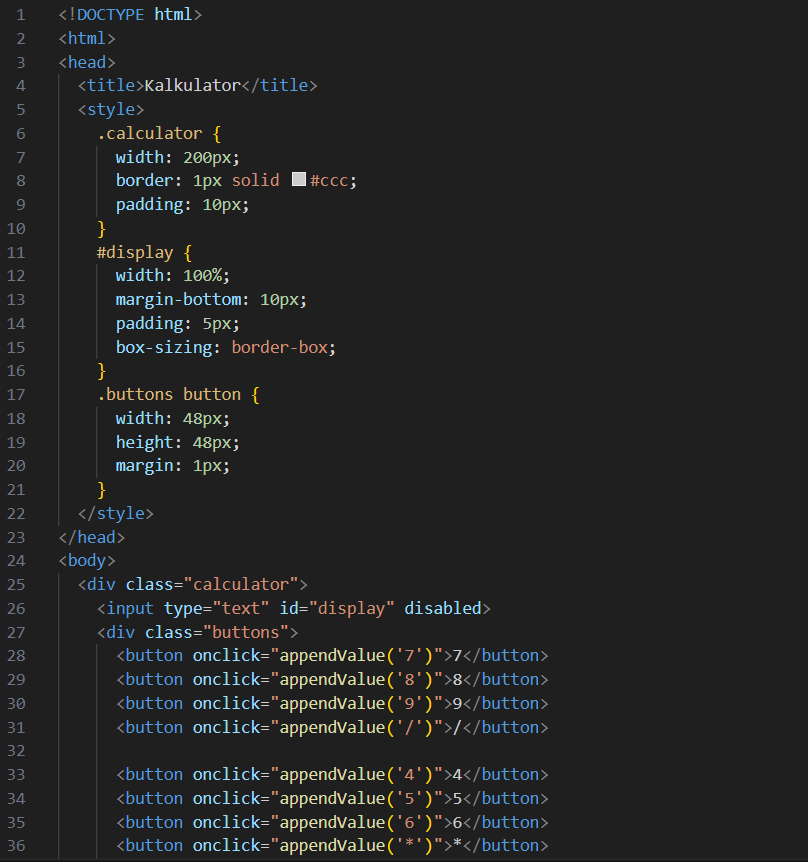 1 <!DOCTYPE html>
2 <html>
3 <head>
4   <title>Kalkulator</title>
5   <style>
6     .calculator {
7       width: 200px;
8       border: 1px solid #ccc;
9       padding: 10px;
10     }
11     #display {
12       width: 100%;
13       margin-bottom: 10px;
14       padding: 5px;
15       box-sizing: border-box;
16     }
17     .buttons button {
18       width: 48px;
19       height: 48px;
20       margin: 1px;
21     }
22   </style>
23 </head>
24 <body>
25   <div class="calculator">
26     <input type="text" id="display" disabled>
27     <div class="buttons">
28       <button onclick="appendValue('7')">7</button>
29       <button onclick="appendValue('8')">8</button>
30       <button onclick="appendValue('9')">9</button>
31       <button onclick="appendValue('/')">/</button>
32
33       <button onclick="appendValue('4')">4</button>
34       <button onclick="appendValue('5')">5</button>
35       <button onclick="appendValue('6')">6</button>
36       <button onclick="appendValue('*')">*</button>